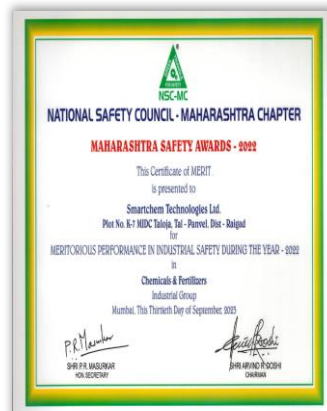 NSC-MC
NATIONAL SAFETY COUNCIL - MAHARASHTRA CHAPTER
MAHARASHTRA SAFETY AWARDS - 2022
This Certificate of MERIT
is presented to
Smartchem Technologies Ltd.
Plot No. K-7 MIDC Taloja, Tal - Panvel, Dist - Raigad
for
MERITORIOUS PERFORMANCE IN INDUSTRIAL SAFETY DURING THE YEAR - 2022
in
Chemicals & Fertilizers
Industrial Group
Mumbai, This Thirtieth Day of September, 2023
SHRI P.R. MASURKAR
HON. SECRETARY
SHRI ARVIND R. DOSHI
CHAIRMAN